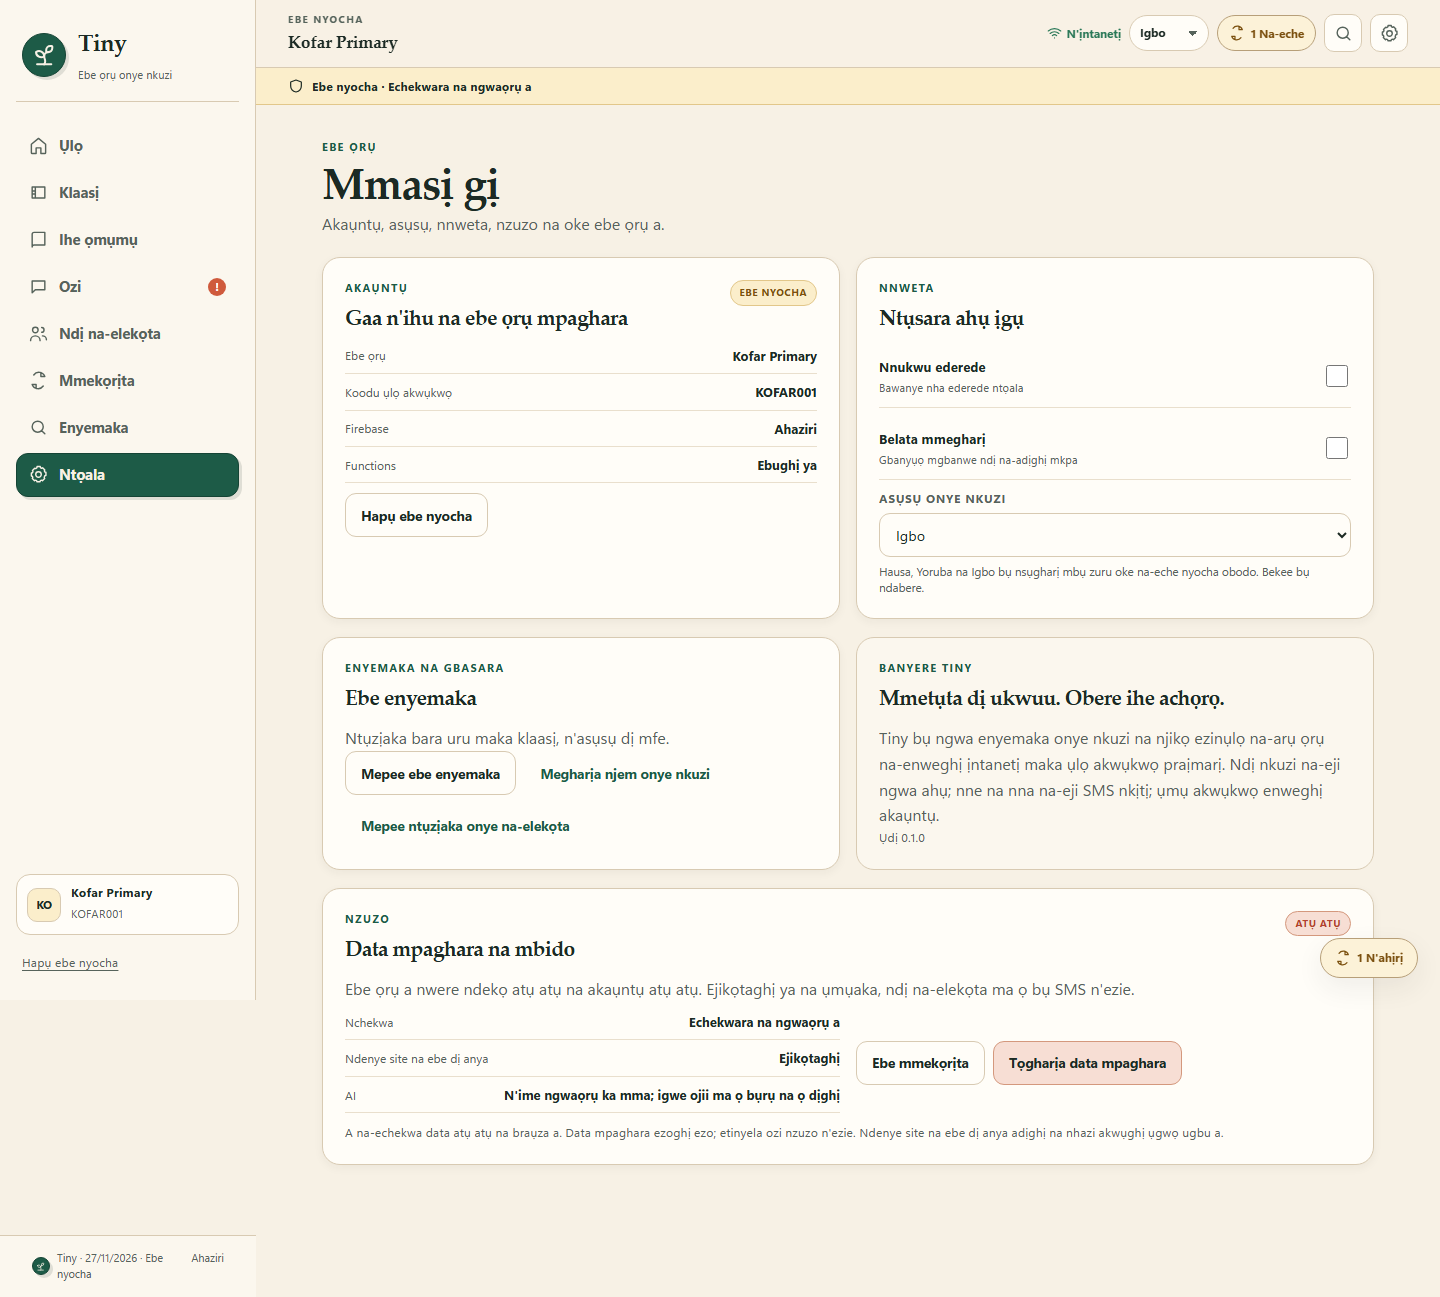 Tiny
Ebe ọrụ onye nkuzi
Ụlọ
Klaasị
Ihe ọmụmụ
Ozi
!
Ndị na-elekọta
Mmekọrịta
Enyemaka
Ntọala
KO
Kofar Primary
KOFAR001
Hapụ ebe nyocha
Tiny · 27/11/2026 · Ebe nyocha
Ahaziri
EBE NYOCHA
Kofar Primary
N'ịntanetị
Igbo
1 Na-eche
Ebe nyocha · Echekwara na ngwaọrụ a
EBE ỌRỤ
Mmasị gị
Akaụntụ, asụsụ, nnweta, nzuzo na oke ebe ọrụ a.
AKAỤNTỤ
EBE NYOCHA
Gaa n'ihu na ebe ọrụ mpaghara
Ebe ọrụ
Kofar Primary
Koodu ụlọ akwụkwọ
KOFAR001
Firebase
Ahaziri
Functions
Ebughị ya
Hapụ ebe nyocha
NNWETA
Ntụsara ahụ ịgụ
Nnukwu ederede
Bawanye nha ederede ntọala
Belata mmegharị
Gbanyụọ mgbanwe ndị na-adịghị mkpa
ASỤSỤ ONYE NKUZI
Igbo
Hausa, Yoruba na Igbo bụ nsụgharị mbụ zuru oke na-eche nyocha obodo. Bekee bụ
ndabere.
ENYEMAKA NA GBASARA
Ebe enyemaka
Ntụzịaka bara uru maka klaasị, n'asụsụ dị mfe.
Mepee ebe enyemaka
Megharịa njem onye nkuzi
Mepee ntụzịaka onye na-elekọta
BANYERE TINY
Mmetụta dị ukwuu. Obere ihe achọrọ.
Tiny bụ ngwa enyemaka onye nkuzi na njikọ ezinụlọ na-arụ ọrụ
na-enweghị ịntanetị maka ụlọ akwụkwọ praịmarị. Ndị nkuzi na-eji
ngwa ahụ; nne na nna na-eji SMS nkịtị; ụmụ akwụkwọ enweghị
akaụntụ.
Ụdị 0.1.0
NZUZO
ATỤ ATỤ
Data mpaghara na mbido
1 N'ahịrị
Ebe ọrụ a nwere ndekọ atụ atụ na akaụntụ atụ atụ. Ejikọtaghị ya na ụmụaka, ndị na-elekọta ma ọ bụ SMS n'ezie.
Nchekwa
Echekwara na ngwaọrụ a
Ndenye site na ebe dị anya
Ejikọtaghị
AI
N'ime ngwaọrụ ka mma; igwe ojii ma ọ bụrụ na ọ dịghị
Ebe mmekọrịta
Tọgharịa data mpaghara
A na-echekwa data atụ atụ na braụza a. Data mpaghara ezoghị ezo; etinyela ozi nzuzo n'ezie. Ndenye site na ebe dị anya adịghị na nhazi akwụghị ụgwọ ugbu a.